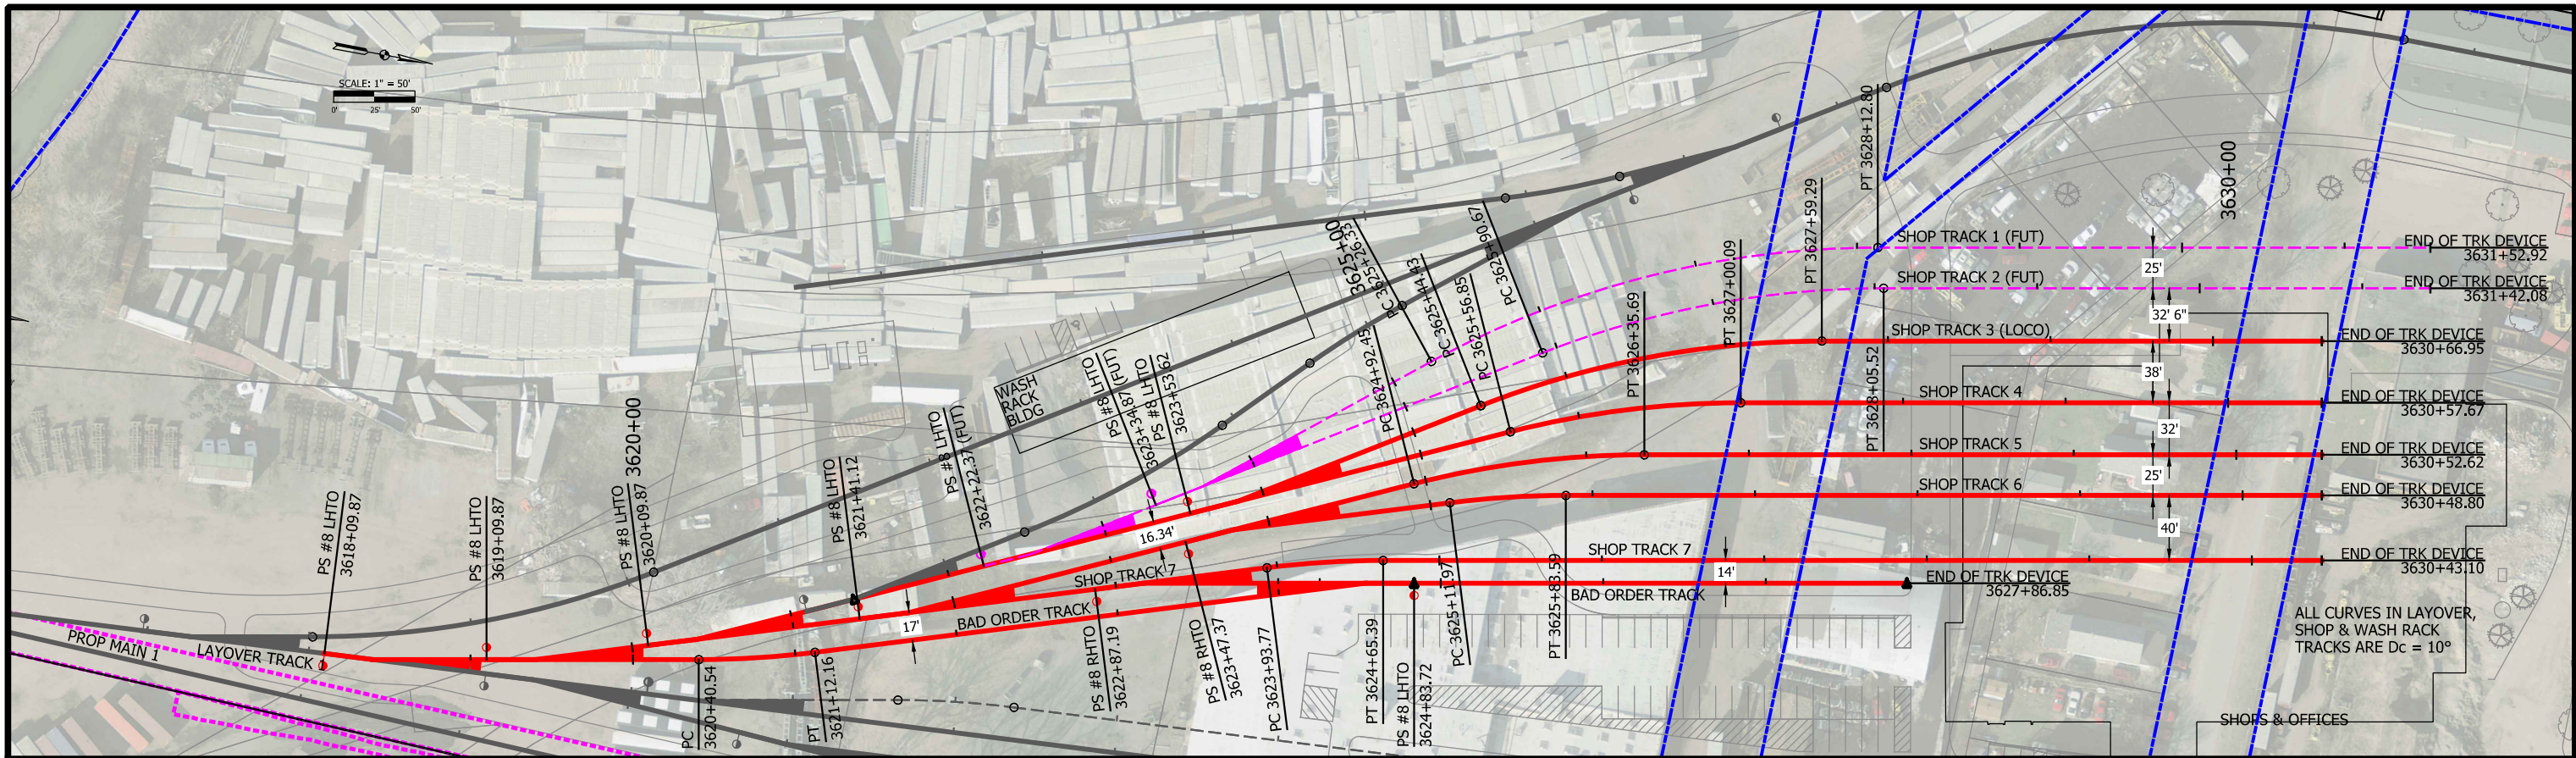 SCALE: 1" = 50'
0' 25' 50'
PT 3628+12.80
3630+00
PT 3627+59.29
SHOP TRACK 1 (FUT)
END OF TRK DEVICE
3631+52.92
25'
SHOP TRACK 2 (FUT)
END OF TRK DEVICE
3631+42.08
32' 6"
SHOP TRACK 3 (LOCO)
END OF TRK DEVICE
3630+66.95
38'
SHOP TRACK 4
END OF TRK DEVICE
3630+57.67
32'
SHOP TRACK 5
END OF TRK DEVICE
3630+52.62
25'
SHOP TRACK 6
END OF TRK DEVICE
3630+48.80
40'
SHOP TRACK 7
END OF TRK DEVICE
3630+43.10
14'
END OF TRK DEVICE
3627+86.85
BAD ORDER TRACK
3625+00
PC 3625+26.33
PC 3625+44.43
PC 3625+56.85
PC 3625+90.67
PC 3624+92.45
PT 3626+35.69
PT 3627+00.09
PT 3628+05.52
WASH
RACK
BLDG
PS #8 LHTO
3623+34.87 (FUT)
PS #8 LHTO
3623+53.62
PS #8 LHTO
3622+22.37 (FUT)
PS #8 LHTO
3621+41.12
3620+00
PS #8 LHTO
3620+09.87
PS #8 LHTO
3619+09.87
PS #8 LHTO
3618+09.87
16.34'
SHOP TRACK 7
17'
BAD ORDER TRACK
PROP MAIN 1
LAYOVER TRACK
PC
3620+40.54
PT
3621+12.16
PS #8 RHTO
3622+87.19
PS #8 RHTO
3623+47.37
PC 3623+93.77
PT 3624+65.39
PS #8 LHTO
3624+83.72
PC 3625+11.97
PT 3625+83.59
ALL CURVES IN LAYOVER,
SHOP & WASH RACK
TRACKS ARE Dc = 10°
SHOPS & OFFICES